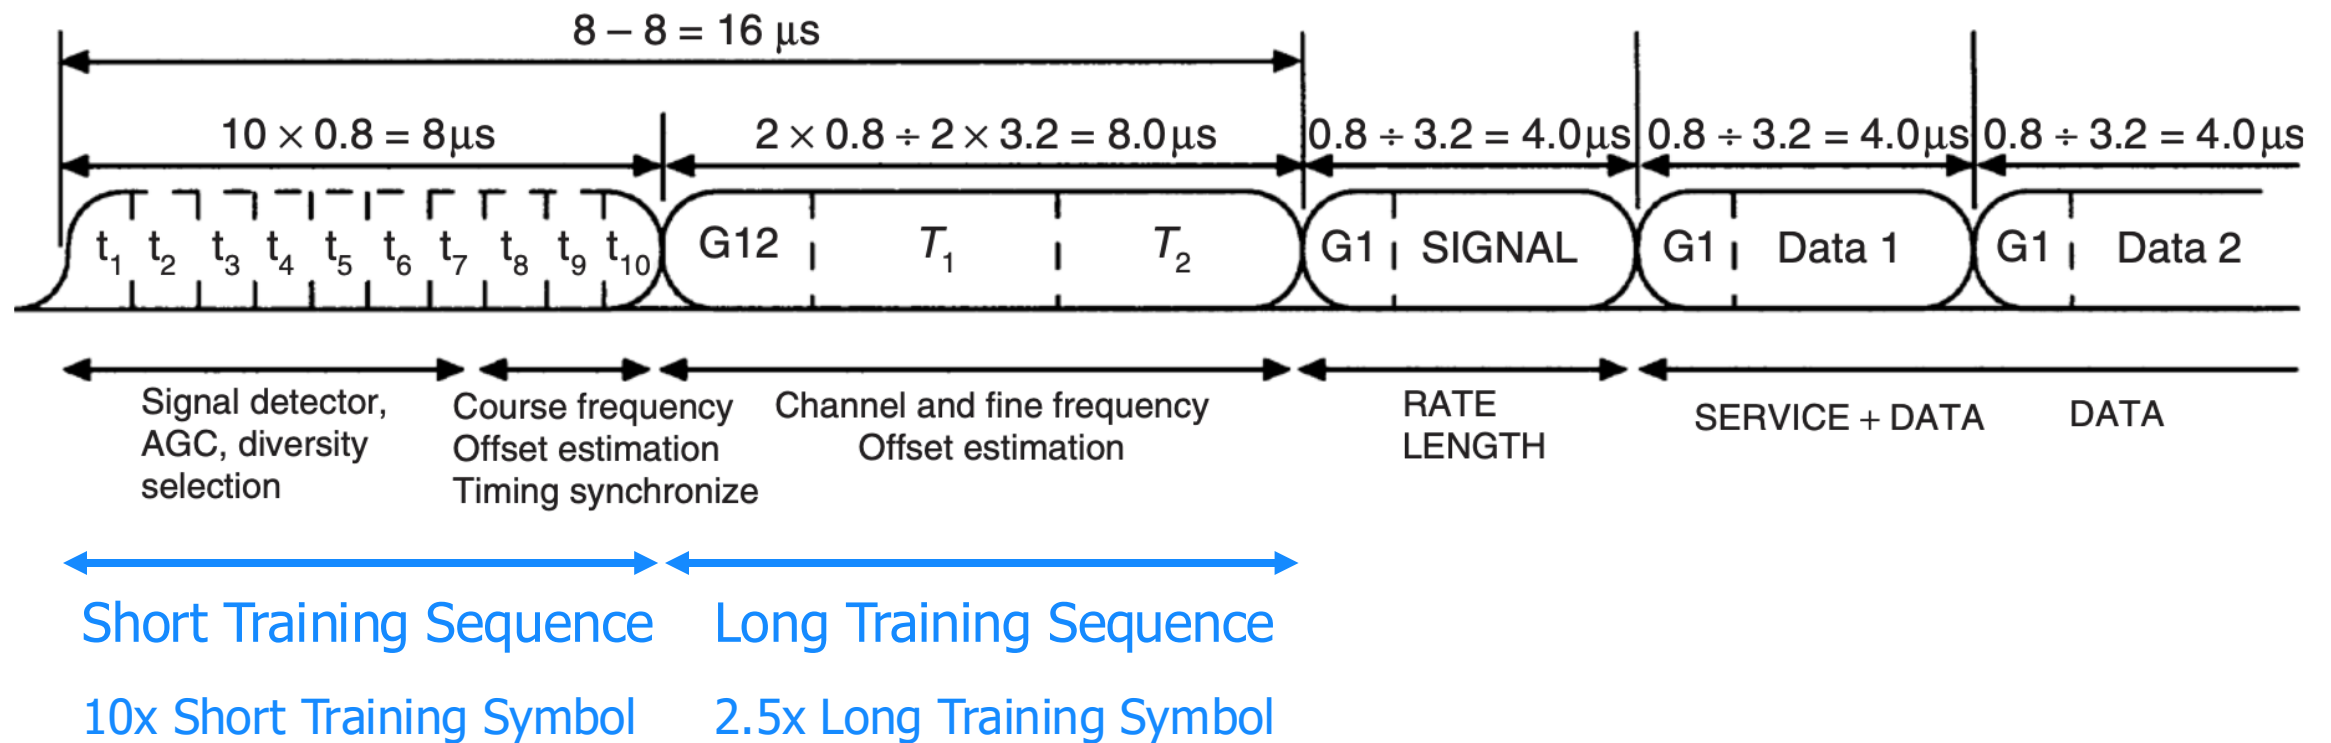 8 – 8 = 16 μs
10 × 0.8 = 8μs
2 × 0.8 ÷ 2 × 3.2 = 8.0μs
0.8 ÷ 3.2 = 4.0μs
0.8 ÷ 3.2 = 4.0μs
0.8 ÷ 3.2 = 4.0μs
t1 t2 t3 t4 t5 t6 t7 t8 t9 t10
G12
T1
T2
G1
SIGNAL
G1
Data 1
G1
Data 2
Signal detector,
AGC, diversity
selection
Course frequency
Offset estimation
Timing synchronize
Channel and fine frequency
Offset estimation
RATE
LENGTH
SERVICE + DATA
DATA
Short Training Sequence
Long Training Sequence
10x Short Training Symbol
2.5x Long Training Symbol